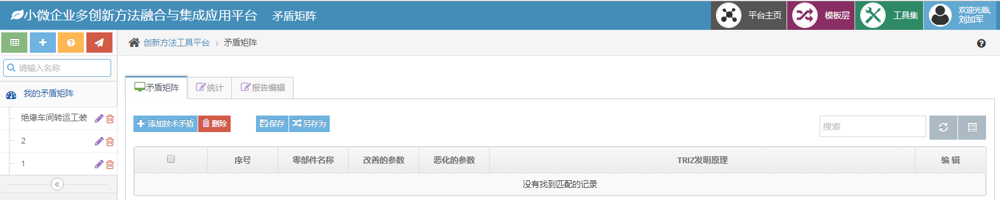 小微企业多创新方法融合与集成应用平台 矛盾矩阵
平台主页
模板层
工具集
欢迎光临,
刘加军
请输入名称
我的矛盾矩阵
绝缘车间转运工装
2
1
创新方法工具平台 > 矛盾矩阵
矛盾矩阵 统计 报告编辑
添加技术矛盾 删除 保存 另存为 搜索
序号 零部件名称 改善的参数 恶化的参数 TRIZ发明原理 编 辑
没有找到匹配的记录